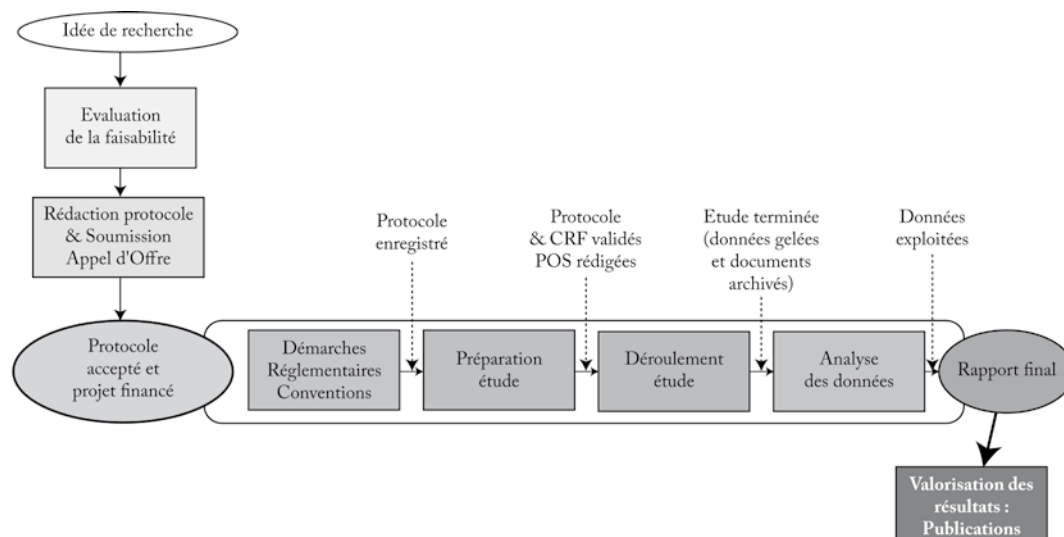 Idée de recherche
Evaluation
de la faisabilité
Rédaction protocole
& Soumission
Appel d'Offre
Protocole
accepté et
projet financé
Démarches
Réglementaires
Conventions
Protocole
enregistré
Préparation
étude
Protocole
& CRF validés
POS rédigées
Déroulement
étude
Etude terminée
(données gelées
et documents
archivés)
Analyse
des données
Données
exploitées
Rapport final
Valorisation des
résultats :
Publications